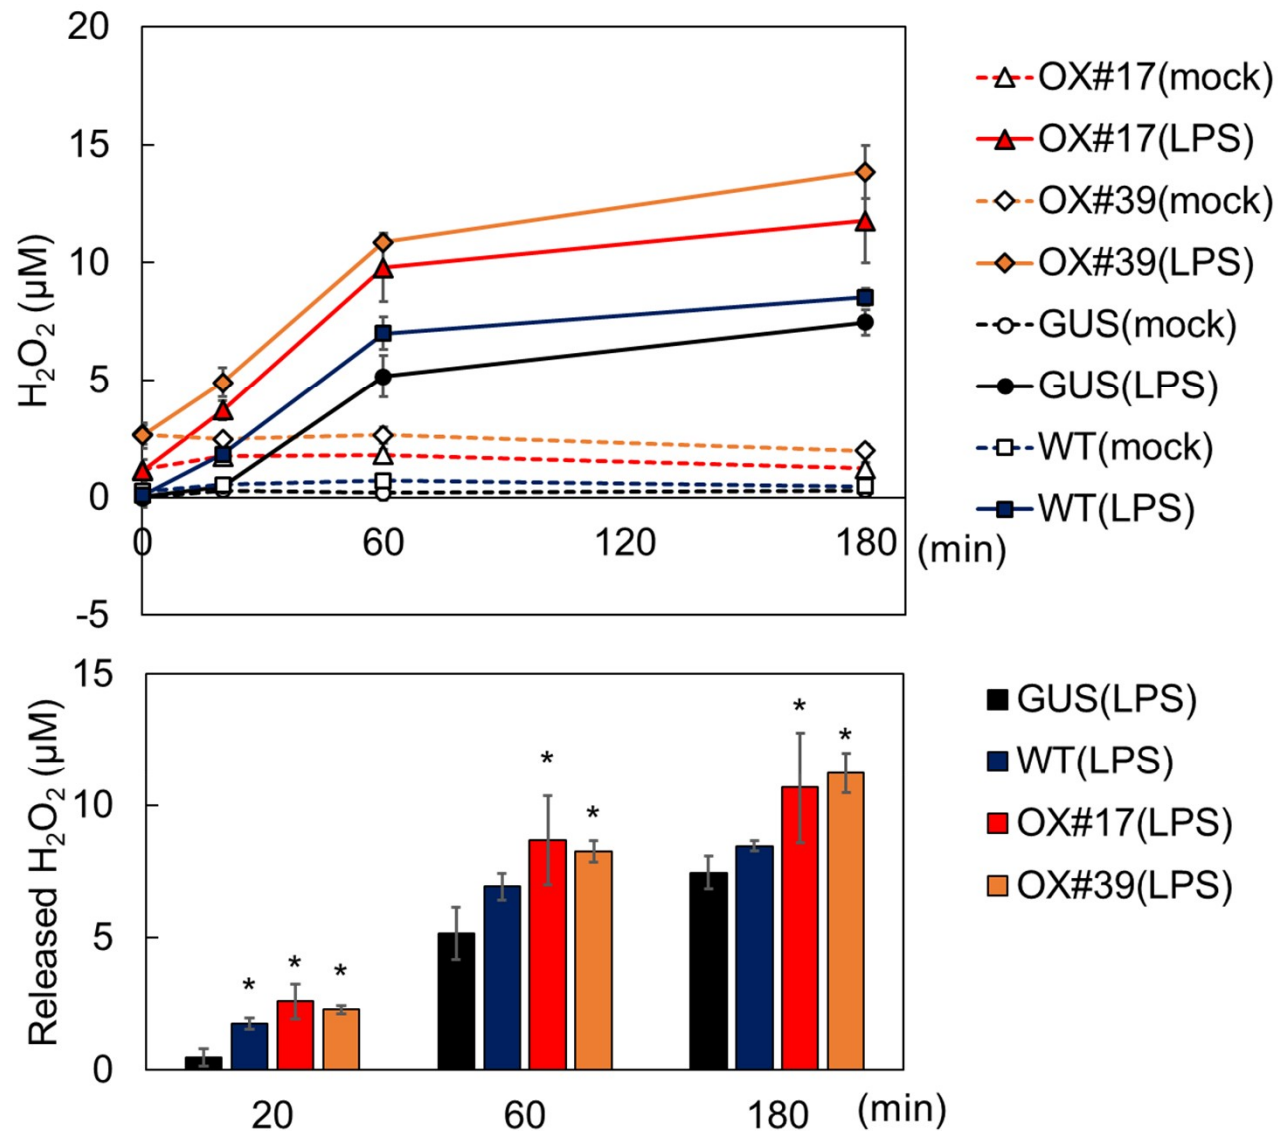 20
15
10
5
0
-5
H₂O₂ (μM)
0 60 120 180 (min)
OX#17(mock)
OX#17(LPS)
OX#39(mock)
OX#39(LPS)
GUS(mock)
GUS(LPS)
WT(mock)
WT(LPS)
15
10
5
0
Released H₂O₂ (μM)
* * *
* *
* *
20 60 180 (min)
GUS(LPS)
WT(LPS)
OX#17(LPS)
OX#39(LPS)